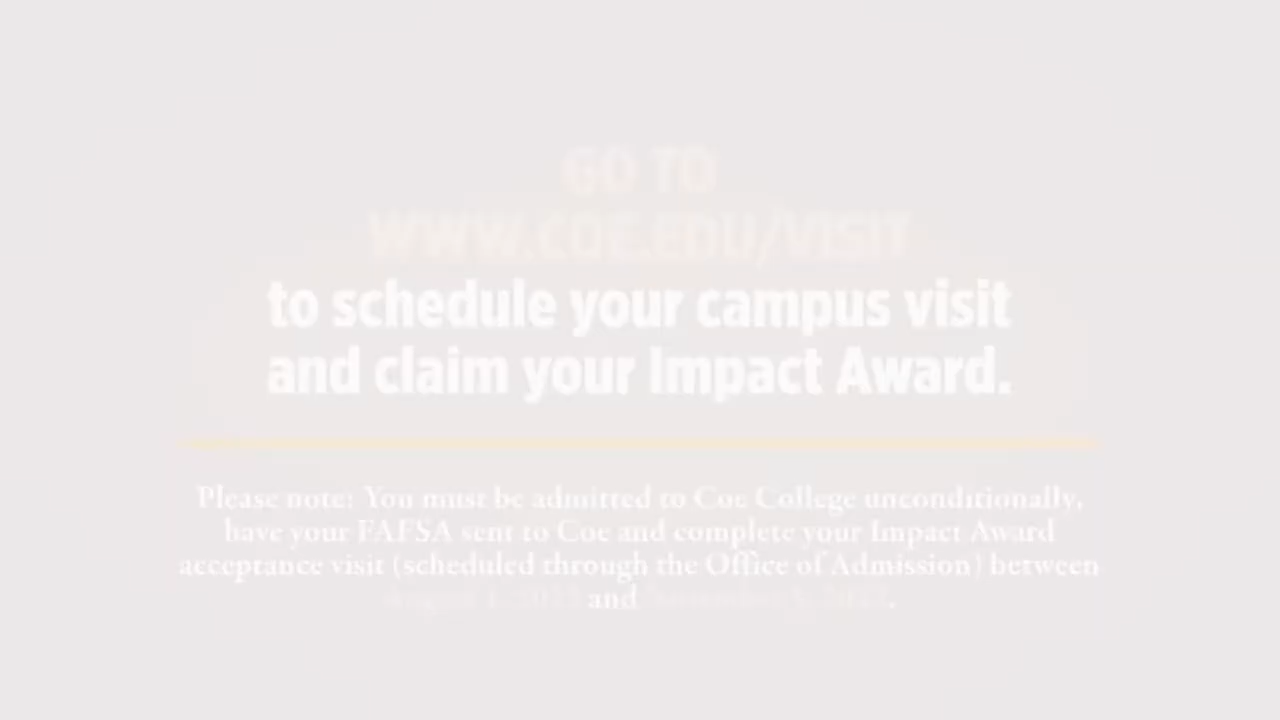 GO TO
WWW.COE.EDU/VISIT
to schedule your campus visit
and claim your Impact Award.
Please note: You must be admitted to Coe College unconditionally,
have your FAFSA sent to Coe and complete your Impact Award
acceptance visit (scheduled through the Office of Admission) between
August 1, and